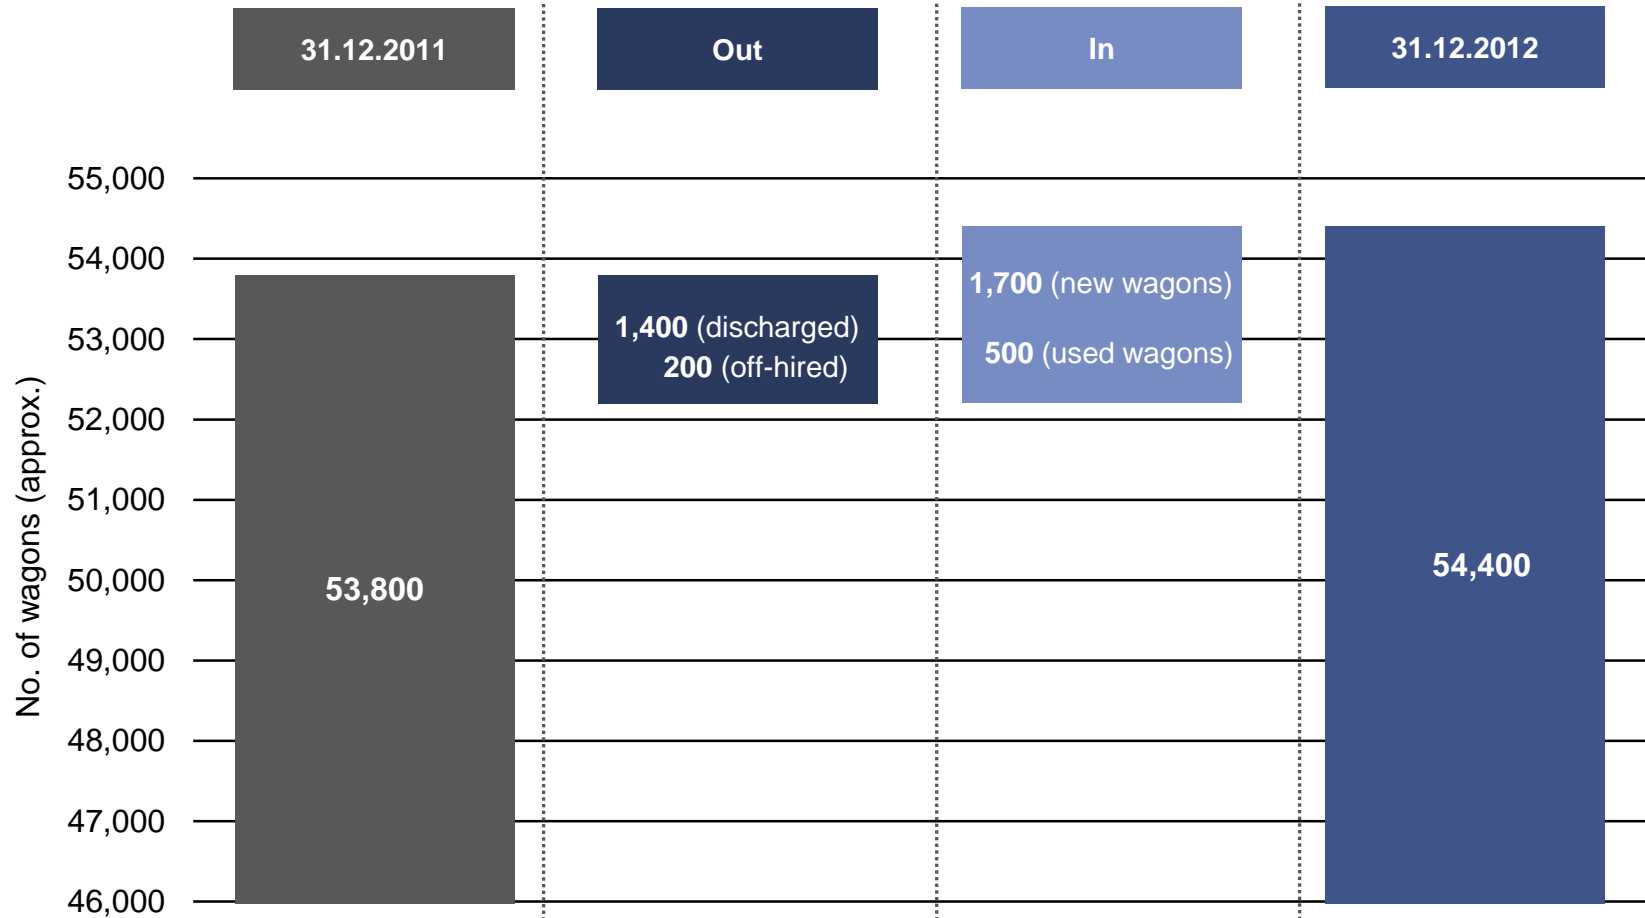 31.12.2011
Out
In
31.12.2012
No. of wagons (approx.)
55,000
54,000
53,000
52,000
51,000
50,000
49,000
48,000
47,000
46,000
53,800
1,400 (discharged)
200 (off-hired)
1,700 (new wagons)
500 (used wagons)
54,400